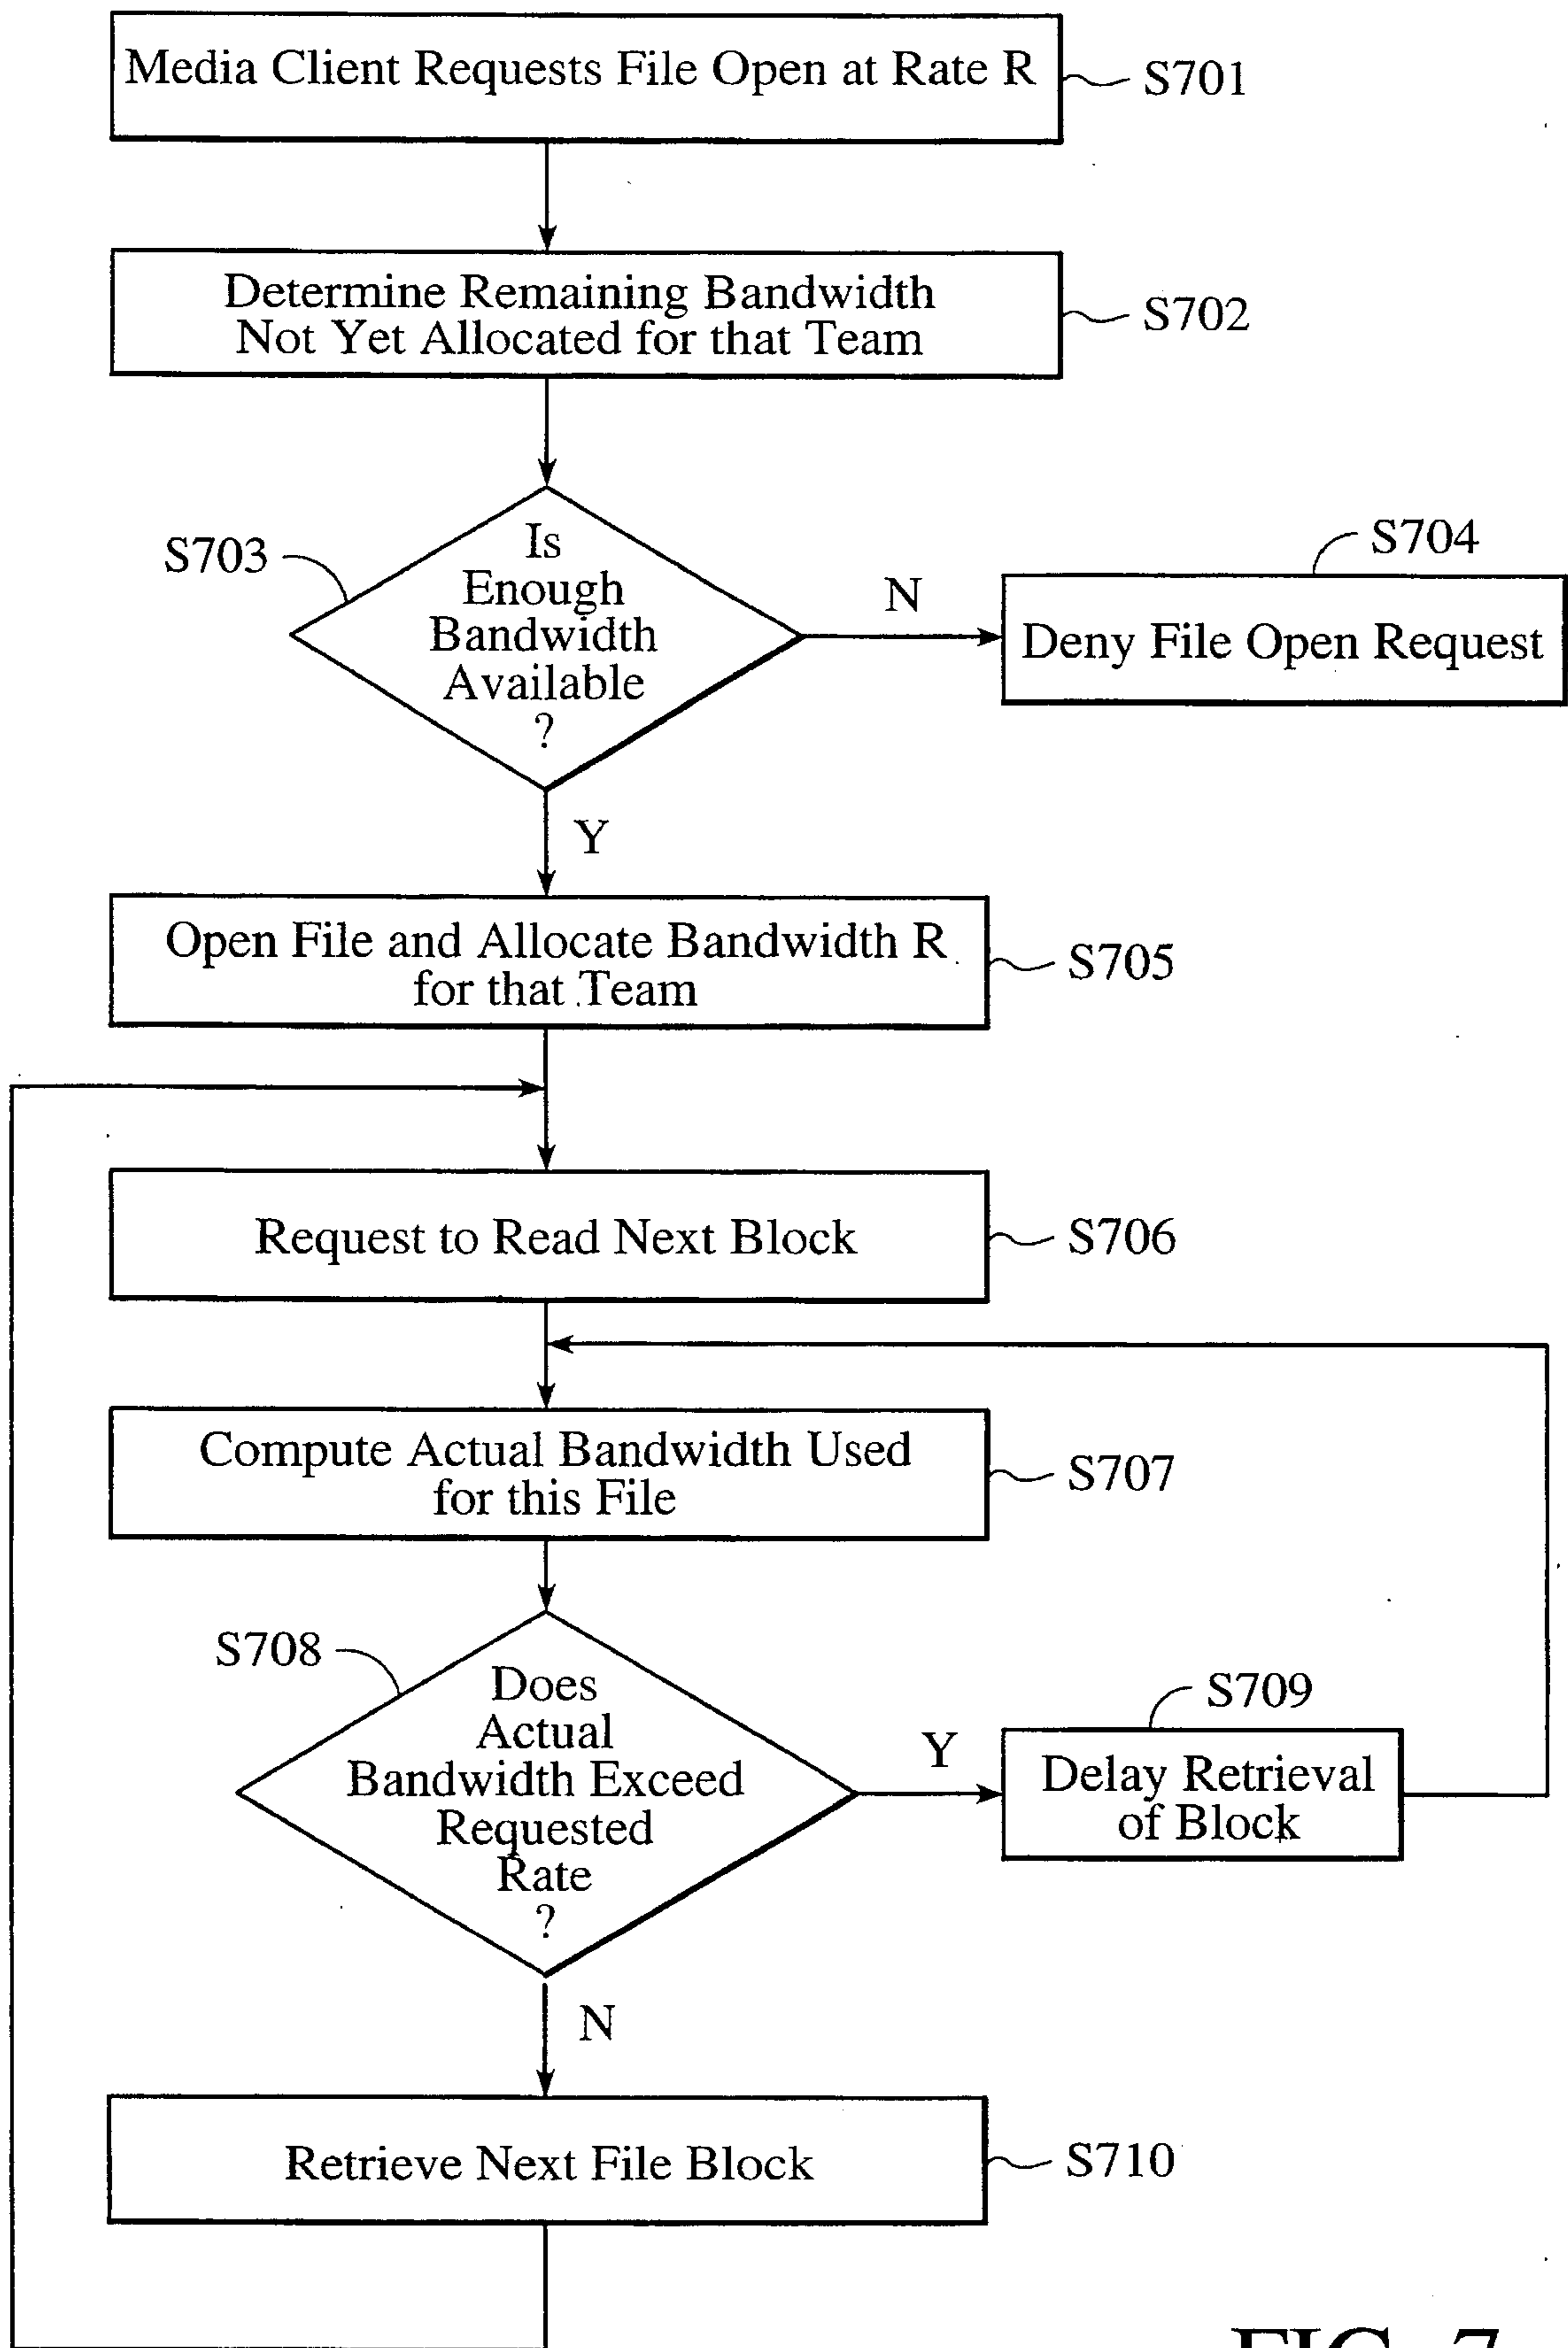 Media Client Requests File Open at Rate R
S701
Determine Remaining Bandwidth
Not Yet Allocated for that Team
S702
S703
Is
Enough
Bandwidth
Available
?
N
S704
Deny File Open Request
Y
Open File and Allocate Bandwidth R
for that Team
S705
Request to Read Next Block
S706
Compute Actual Bandwidth Used
for this File
S707
S708
Does
Actual
Bandwidth Exceed
Requested
Rate
?
Y
S709
Delay Retrieval
of Block
N
Retrieve Next File Block
S710
FIG. 7